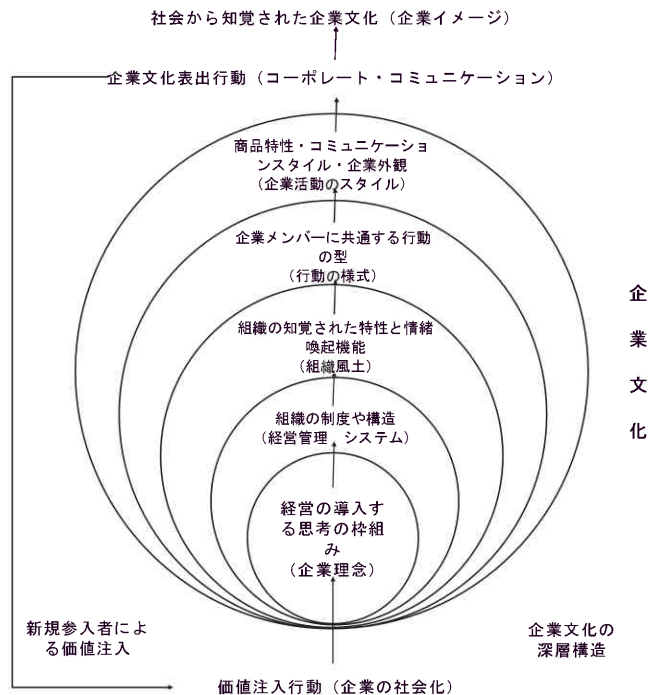 社会から知覚された企業文化（企業イメージ）
企業文化表出行動（コーポレート・コミュニケーション）
商品特性・コミュニケーショ
ンスタイル・企業外観
（企業活動のスタイル）
企業メンバーに共通する行動
の型
（行動の様式）
組織の知覚された特性と情緒
喚起機能
（組織風土）
組織の制度や構造
（経営管理　システム）
経営の導入す
る思考の枠組
み
（企業理念）
企
業
文
化
新規参入者によ
る価値注入
企業文化の
深層構造
価値注入行動（企業の社会化）